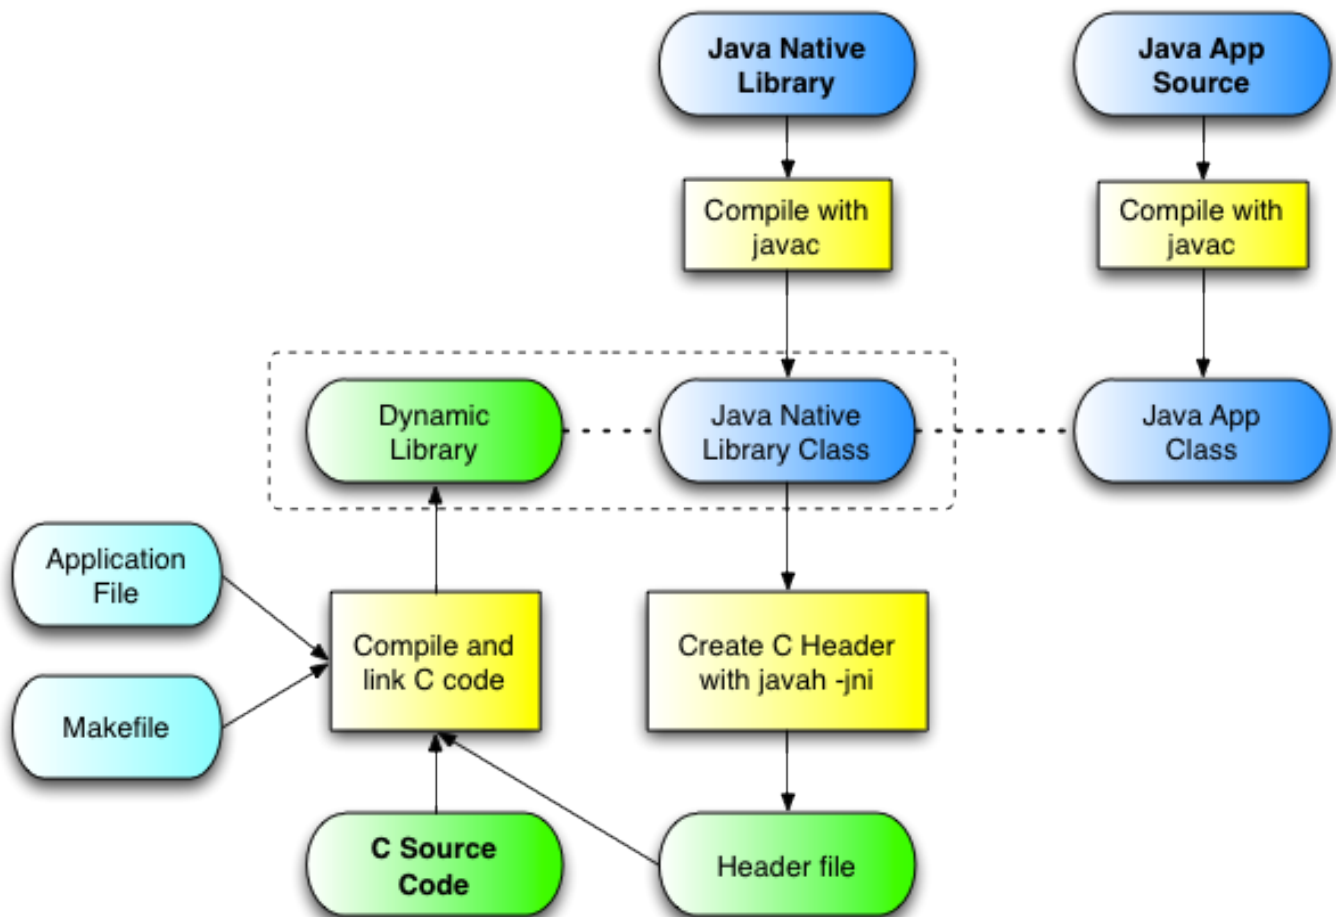 Java Native
Library
Java App
Source
Compile with
javac
Compile with
javac
Dynamic
Library
Java Native
Library Class
Java App
Class
Application
File
Makefile
Compile and
link C code
Create C Header
with javah -jni
C Source
Code
Header file